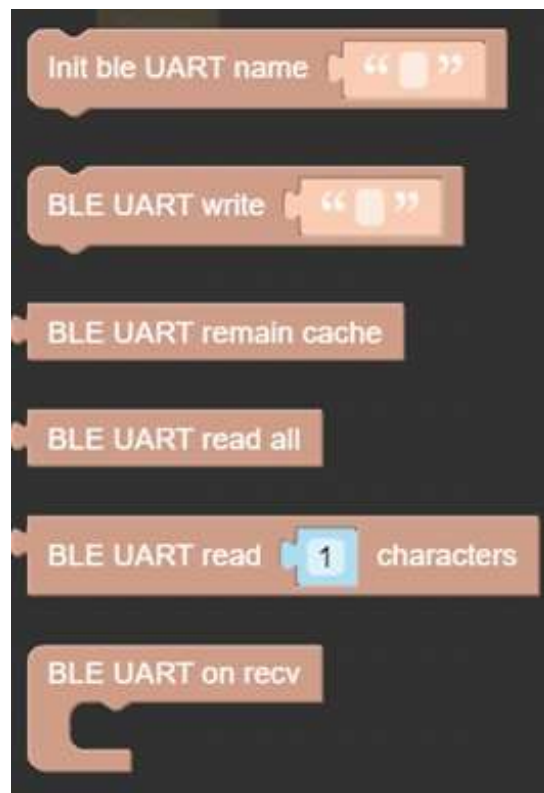 Init ble UART name “ ”
BLE UART write “ ”
BLE UART remain cache
BLE UART read all
BLE UART read 1 characters
BLE UART on recv